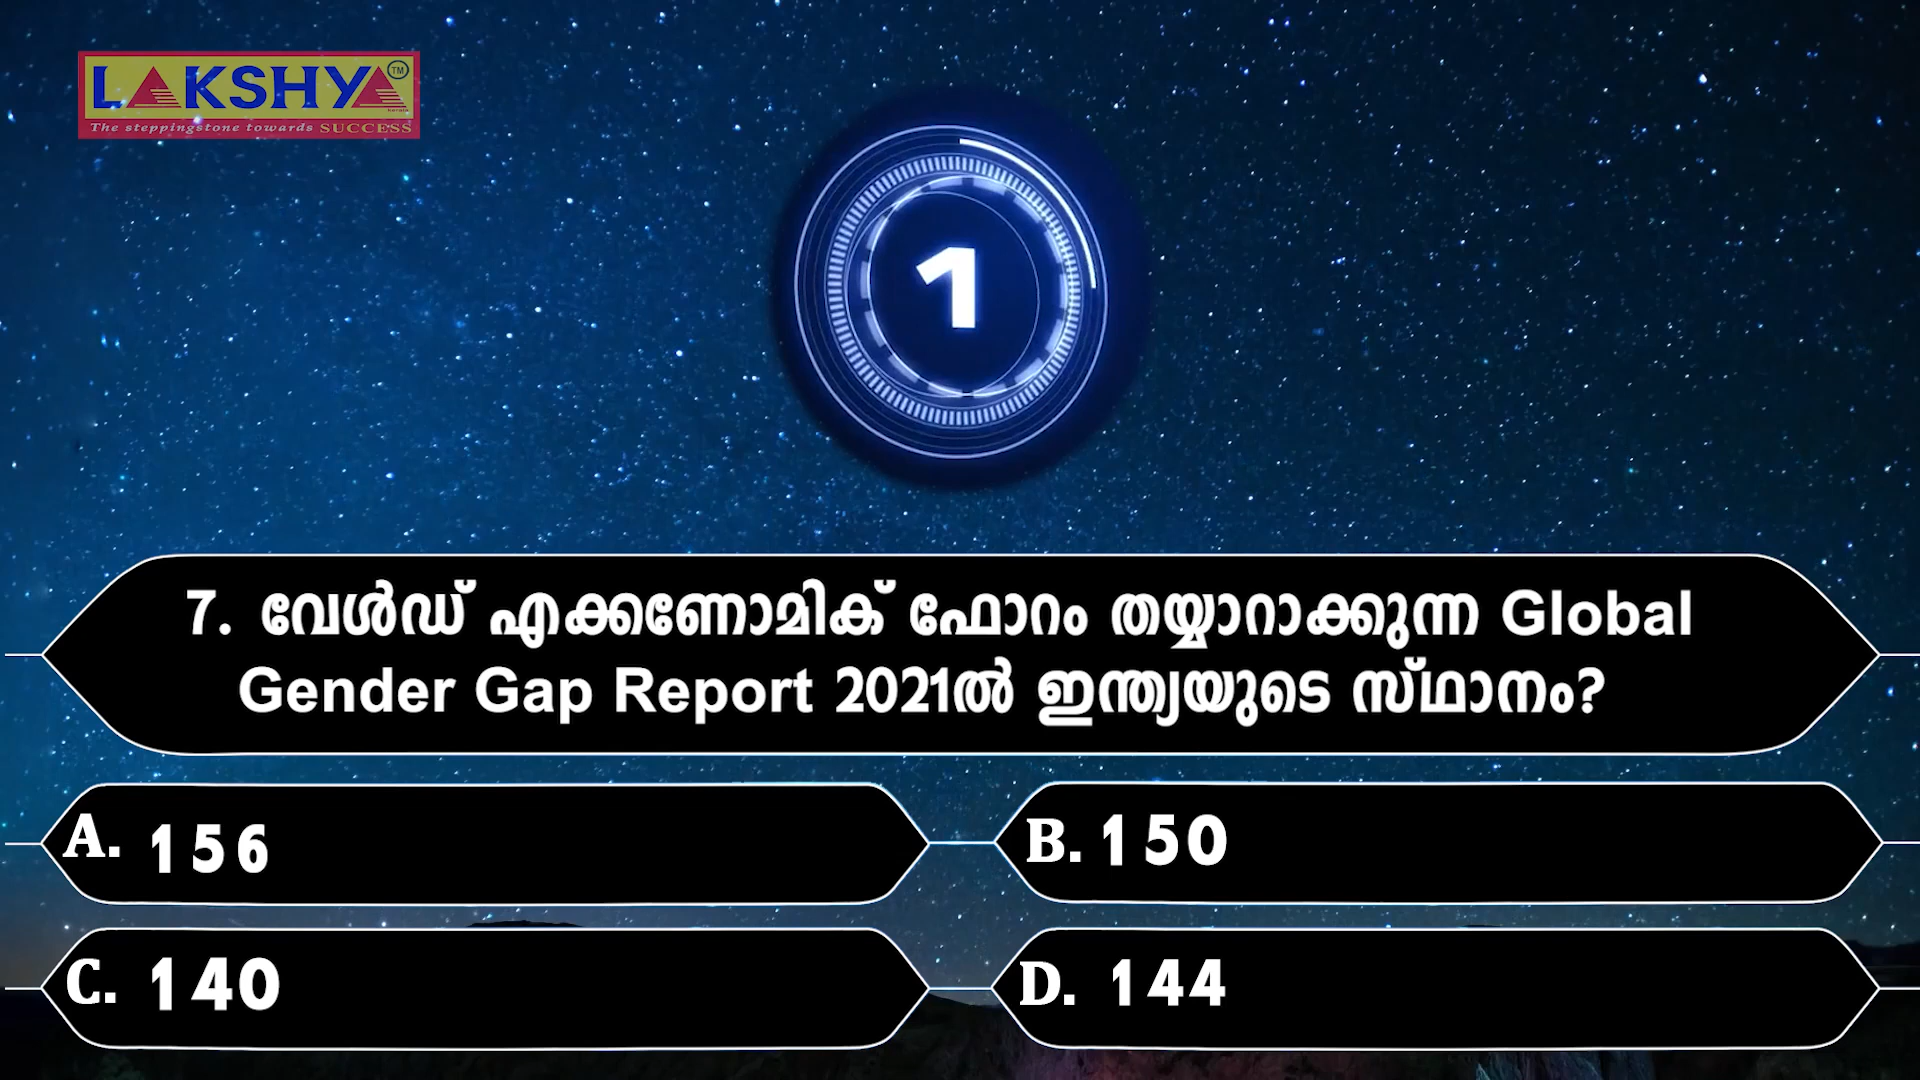 LAKSHYA TM
The steppingstone towards SUCCESS
1
7. വേൾഡ് എക്കണോമിക് ഫോറം തയ്യാറാക്കുന്ന Global
Gender Gap Report 2021ൽ ഇന്ത്യയുടെ സ്ഥാനം?
A. 156
B. 150
C. 140
D. 144